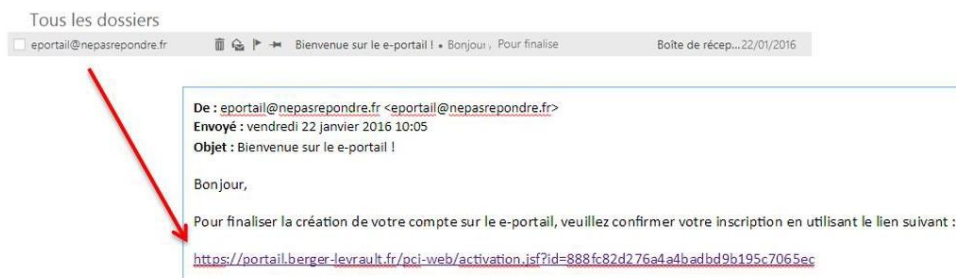 Tous les dossiers
eportail@nepasrepondre.fr Bienvenue sur le e-portail ! • Bonjour, Pour finalise Boîte de récep...22/01/2016
De : eportail@nepasrepondre.fr <eportail@nepasrepondre.fr>
Envoyé : vendredi 22 janvier 2016 10:05
Objet : Bienvenue sur le e-portail !
Bonjour,
Pour finaliser la création de votre compte sur le e-portail, veuillez confirmer votre inscription en utilisant le lien suivant :
https://portail.berger-levrault.fr/pci-web/activation.jsf?id=888fc82d276a4a4badbd9b195c7065ec